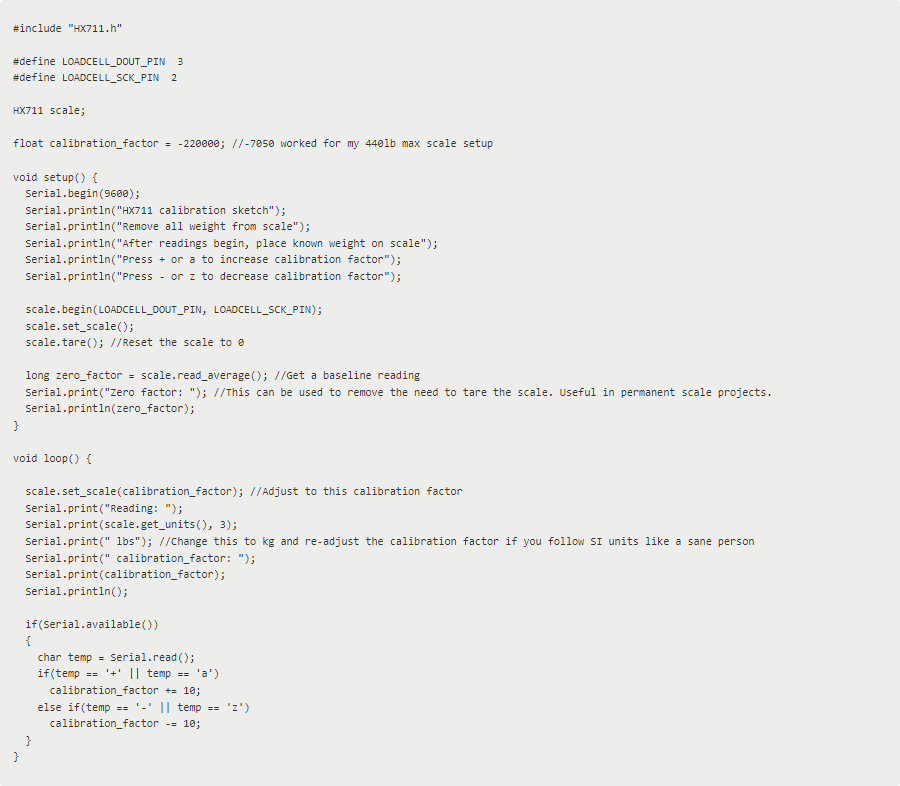 #include "HX711.h"
#define LOADCELL_DOUT_PIN  3
#define LOADCELL_SCK_PIN  2
HX711 scale;
float calibration_factor = -220000; //-7050 worked for my 440lb max scale setup
void setup() {
  Serial.begin(9600);
  Serial.println("HX711 calibration sketch");
  Serial.println("Remove all weight from scale");
  Serial.println("After readings begin, place known weight on scale");
  Serial.println("Press + or a to increase calibration factor");
  Serial.println("Press - or z to decrease calibration factor");
  scale.begin(LOADCELL_DOUT_PIN, LOADCELL_SCK_PIN);
  scale.set_scale();
  scale.tare(); //Reset the scale to 0
  long zero_factor = scale.read_average(); //Get a baseline reading
  Serial.print("Zero factor: "); //This can be used to remove the need to tare the scale. Useful in permanent scale projects.
  Serial.println(zero_factor);
}
void loop() {
  scale.set_scale(calibration_factor); //Adjust to this calibration factor
  Serial.print("Reading: ");
  Serial.print(scale.get_units(), 3);
  Serial.print(" lbs"); //Change this to kg and re-adjust the calibration factor if you follow SI units like a sane person
  Serial.print(" calibration_factor: ");
  Serial.print(calibration_factor);
  Serial.println();
  if(Serial.available())
  {
    char temp = Serial.read();
    if(temp == '+' || temp == 'a')
      calibration_factor += 10;
    else if(temp == '-' || temp == 'z')
      calibration_factor -= 10;
  }
}